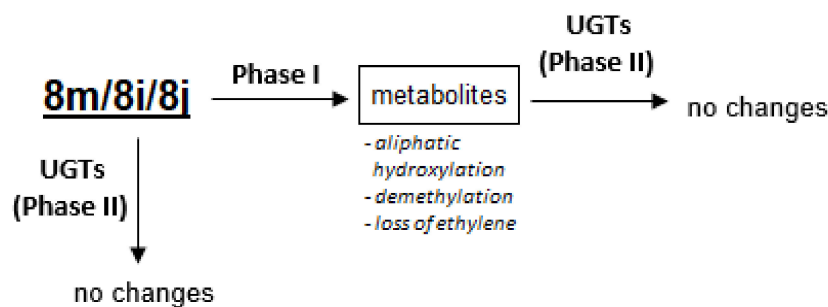 UGTs
(Phase II)
8m/8i/8j
Phase I
metabolites
no changes
- aliphatic
hydroxylation
- demethylation
- loss of ethylene
UGTs
(Phase II)
no changes